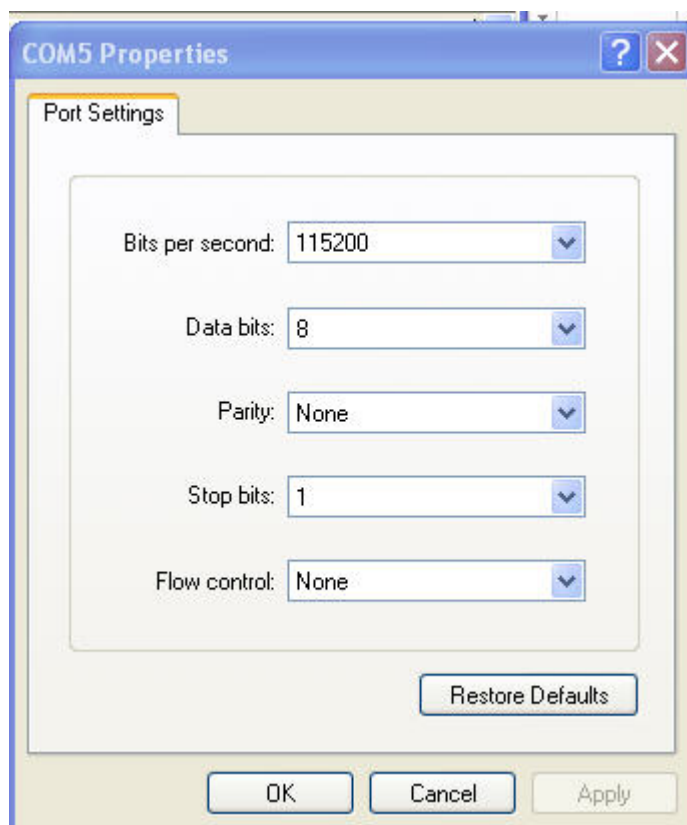 COM5 Properties
Port Settings
Bits per second: 115200
Data bits: 8
Parity: None
Stop bits: 1
Flow control: None
Restore Defaults
OK Cancel Apply